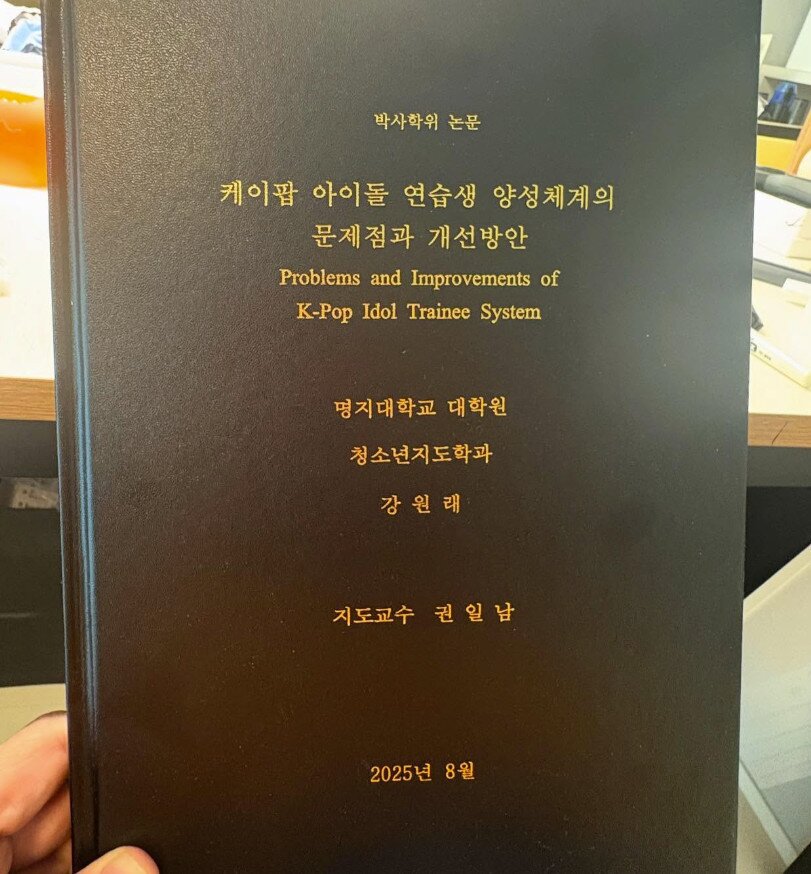 박사학위 논문
케이팝 아이돌 연습생 양성체계의
문제점과 개선방안
Problems and Improvements of
K-Pop Idol Trainee System
명지대학교 대학원
청소년지도학과
강 원 래
지도교수 권 일 남
2025년 8월